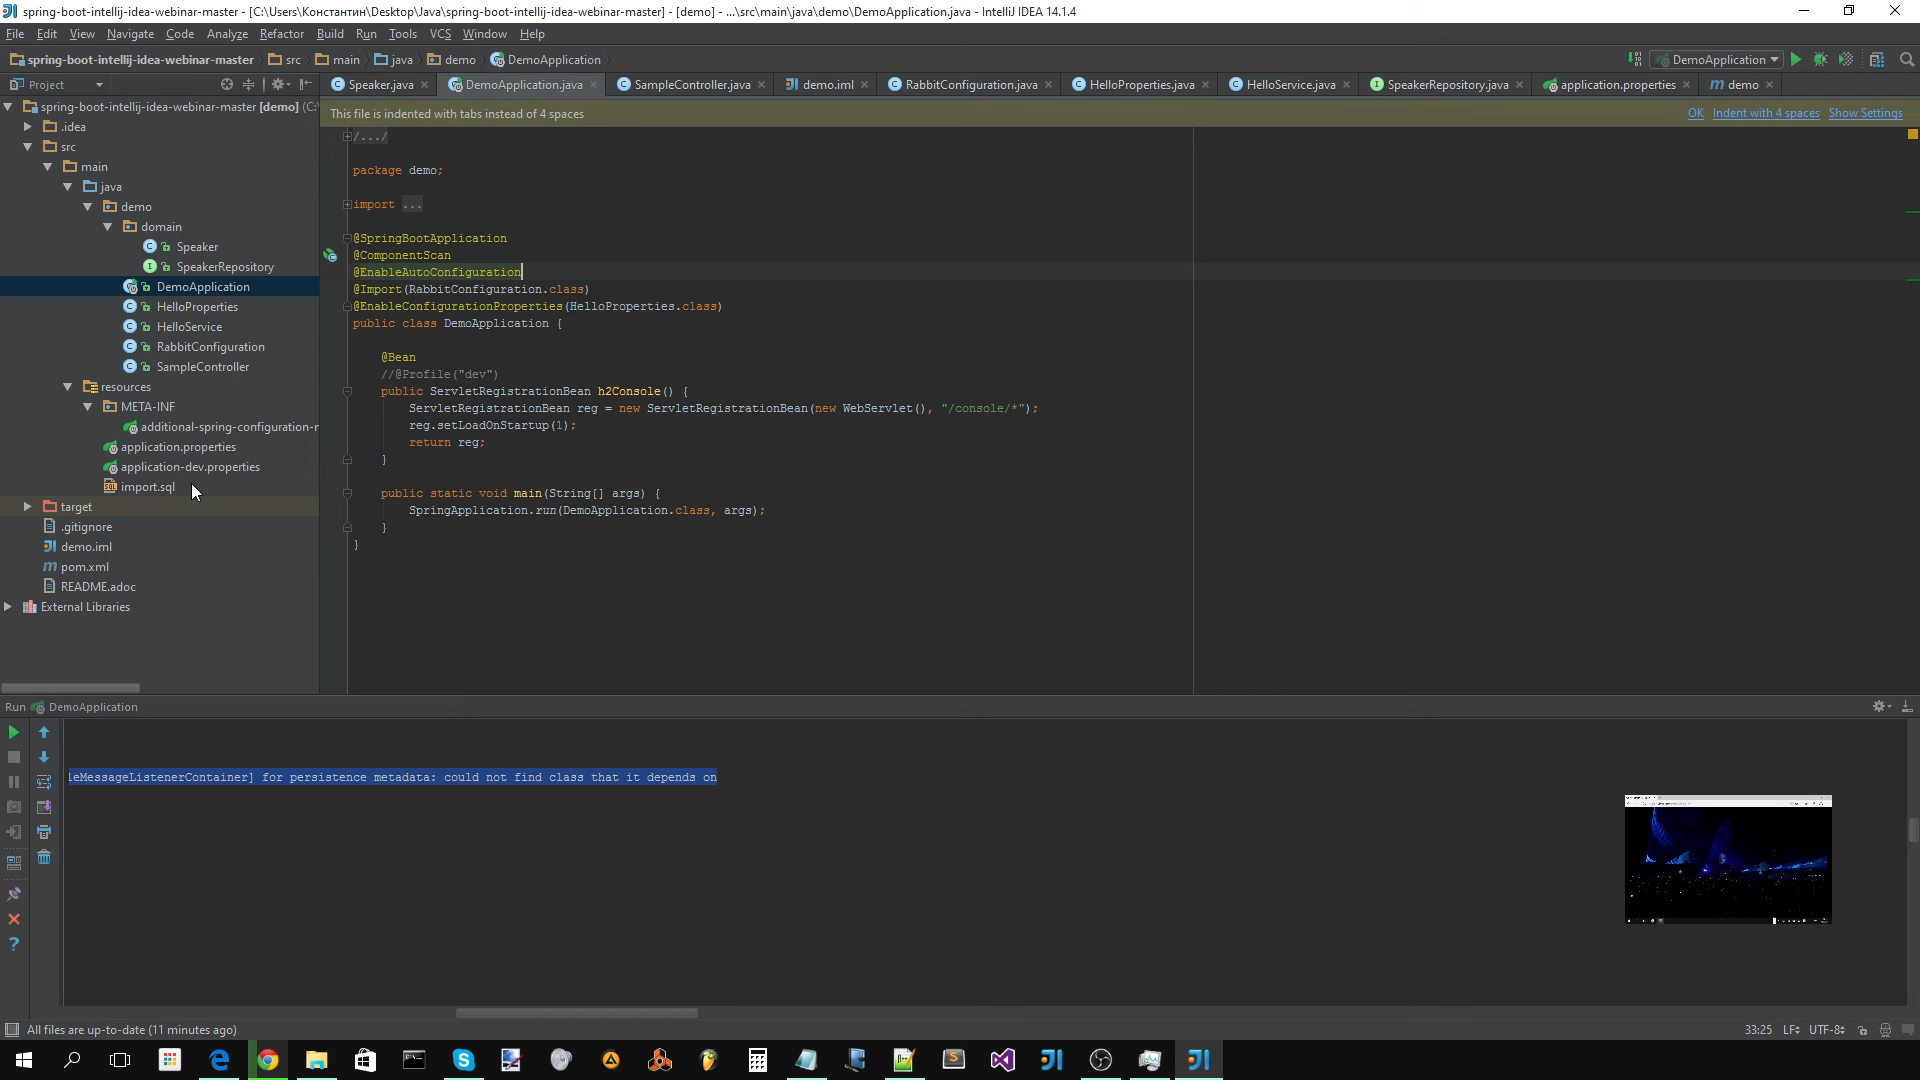 spring-boot-intellij-idea-webinar-master - [C:\Users\Константин\Desktop\Java\spring-boot-intellij-idea-webinar-master] - [demo] - ...\src\main\java\demo\DemoApplication.java - IntelliJ IDEA 14.1.4
File Edit View Navigate Code Analyze Refactor Build Run Tools VCS Window Help
spring-boot-intellij-idea-webinar-master src main java demo DemoApplication
DemoApplication
Project
Speaker.java DemoApplication.java SampleController.java demo.iml RabbitConfiguration.java HelloProperties.java HelloService.java SpeakerRepository.java application.properties demo
spring-boot-intellij-idea-webinar-master [demo] (C:\
.idea
src
main
java
demo
domain
Speaker
SpeakerRepository
DemoApplication
HelloProperties
HelloService
RabbitConfiguration
SampleController
resources
META-INF
additional-spring-configuration-m
application.properties
application-dev.properties
import.sql
target
.gitignore
demo.iml
pom.xml
README.adoc
External Libraries
This file is indented with tabs instead of 4 spaces
OK Indent with 4 spaces Show Settings
/.../
package demo;
import ...
@SpringBootApplication
@ComponentScan
@EnableAutoConfiguration
@Import(RabbitConfiguration.class)
@EnableConfigurationProperties(HelloProperties.class)
public class DemoApplication {
@Bean
//@Profile("dev")
public ServletRegistrationBean h2Console() {
ServletRegistrationBean reg = new ServletRegistrationBean(new WebServlet(), "/console/*");
reg.setLoadOnStartup(1);
return reg;
}
public static void main(String[] args) {
SpringApplication.run(DemoApplication.class, args);
}
}
Run DemoApplication
leMessageListenerContainer] for persistence metadata: could not find class that it depends on
All files are up-to-date (11 minutes ago)
33:25 LF UTF-8